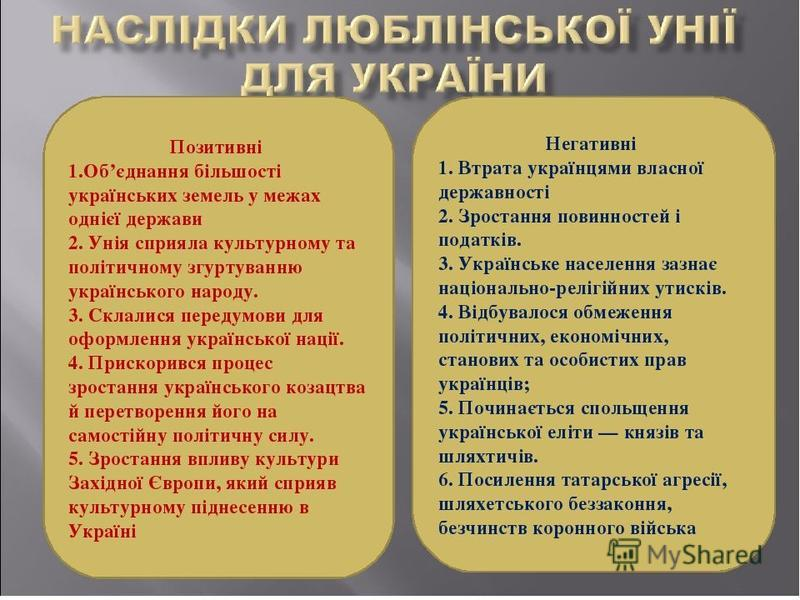 НАСЛІДКИ ЛЮБЛІНСЬКОЇ УНІЇ
ДЛЯ УКРАЇНИ
Позитивні
1.Об’єднання більшості
українських земель у межах
однієї держави
2. Унія сприяла культурному та
політичному згуртуванню
українського народу.
3. Склалися передумови для
оформлення української нації.
4. Прискорився процес
зростання українського козацтва
й перетворення його на
самостійну політичну силу.
5. Зростання впливу культури
Західної Європи, який сприяв
культурному піднесенню в
Україні
Негативні
1. Втрата українцями власної
державності
2. Зростання повинностей і
податків.
3. Українське населення зазнає
національно-релігійних утисків.
4. Відбувалося обмеження
політичних, економічних,
станових та особистих прав
українців;
5. Починається спольщення
української еліти — князів та
шляхтичів.
6. Посилення татарської агресії,
шляхетського беззаконня,
безчинств коронного війська
MyShared